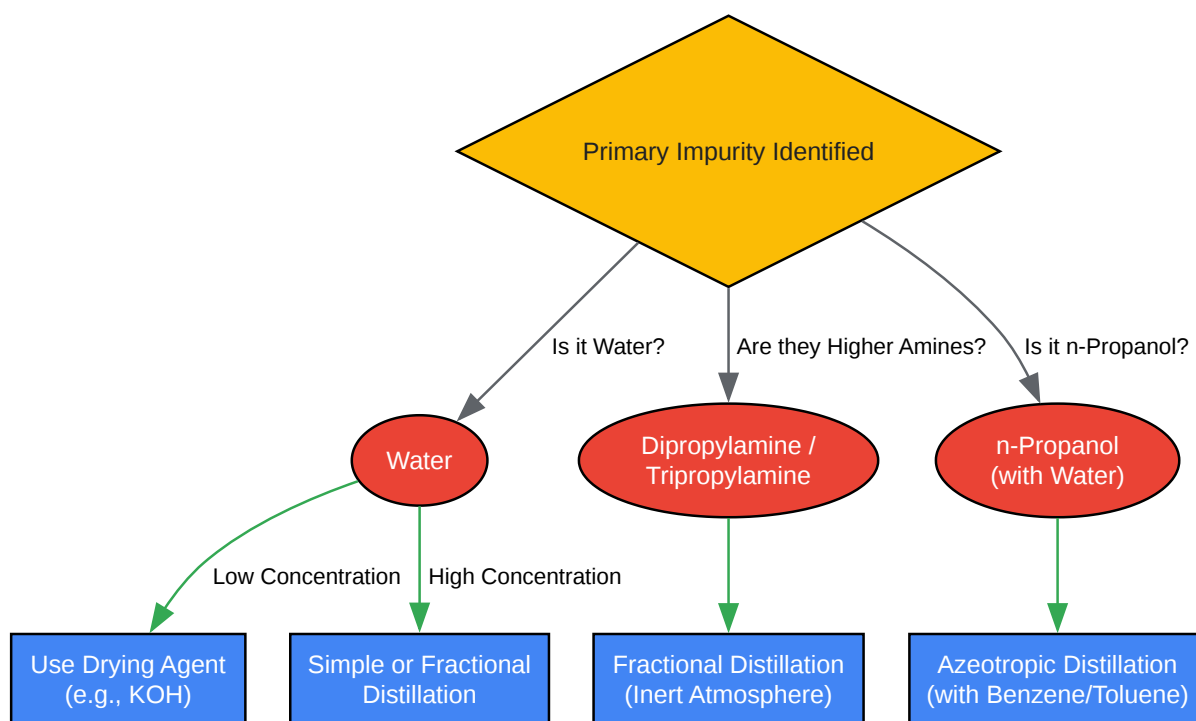 Primary Impurity Identified
Is it Water?
Are they Higher Amines?
Is it n-Propanol?
Water
Dipropylamine /
Tripropylamine
n-Propanol
(with Water)
Low Concentration
High Concentration
Use Drying Agent
(e.g., KOH)
Simple or Fractional
Distillation
Fractional Distillation
(Inert Atmosphere)
Azeotropic Distillation
(with Benzene/Toluene)